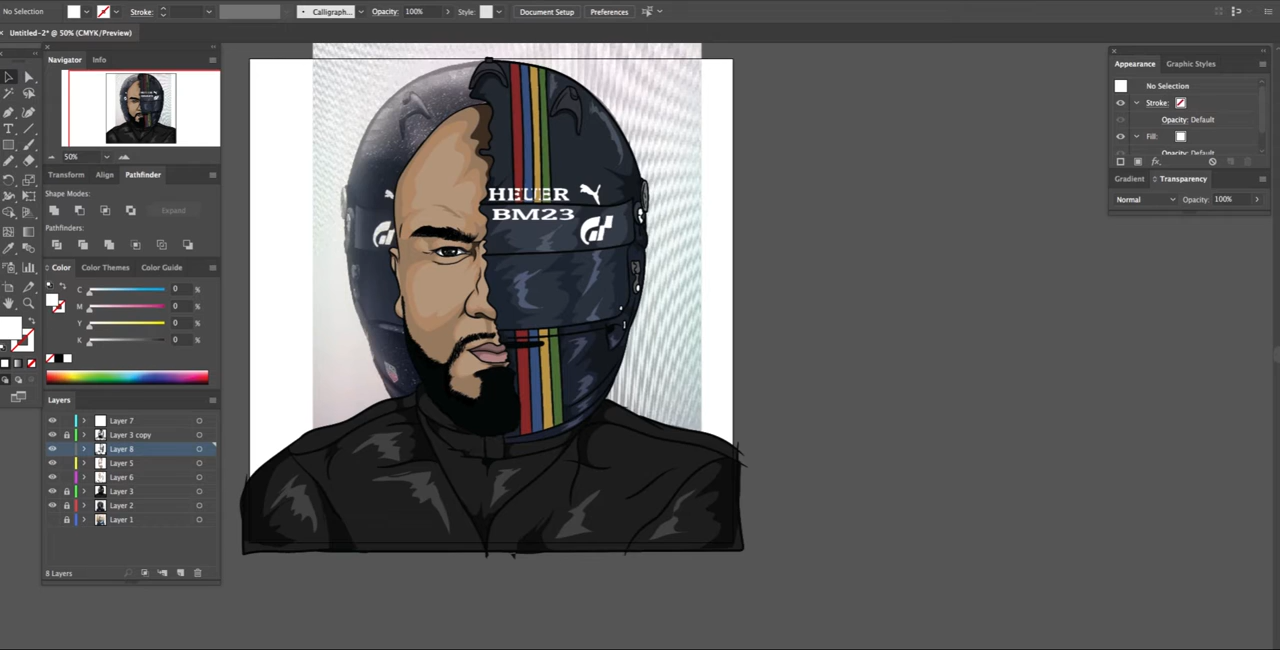 No Selection
Stroke:
Calligraph...
Opacity: 100%
Style:
Document Setup
Preferences
Untitled-2* @ 50% (CMYK/Preview)
Navigator
Info
50%
Transform
Align
Pathfinder
Shape Modes:
Expand
Pathfinders:
Color
Color Themes
Color Guide
C 0 %
M 0 %
Y 0 %
K 0 %
Layers
Layer 7
Layer 3 copy
Layer 8
Layer 5
Layer 6
Layer 3
Layer 2
Layer 1
8 Layers
HEUER
BM23
Appearance
Graphic Styles
No Selection
Stroke:
Opacity: Default
Fill:
Opacity: Default
Gradient
Transparency
Normal
Opacity: 100%